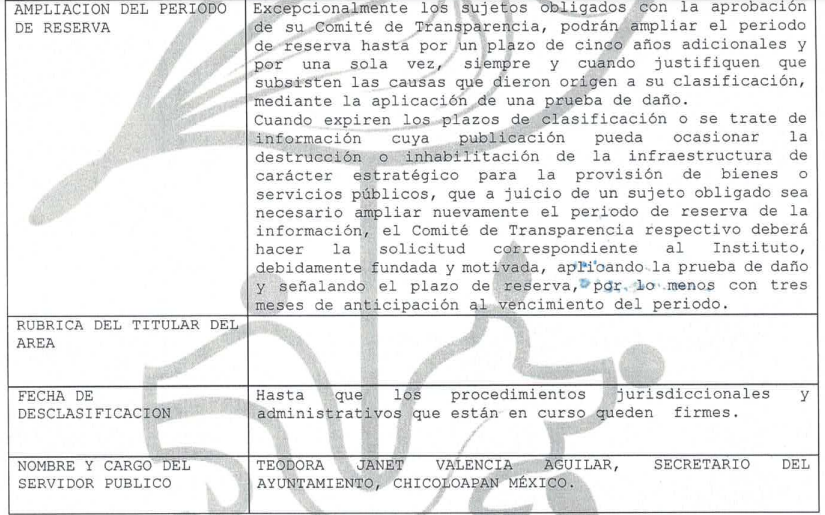 AMPLIACION DEL PERIODO
DE RESERVA
Excepcionalmente los sujetos obligados con la aprobación
de su Comité de Transparencia, podrán ampliar el periodo
de reserva hasta por un plazo de cinco años adicionales y
por una sola vez, siempre y cuando justifiquen que
subsisten las causas que dieron origen a su clasificación,
mediante la aplicación de una prueba de daño.
Cuando expiren los plazos de clasificación o se trate de
información cuya publicación pueda ocasionar la
destrucción o inhabilitación de la infraestructura de
carácter estratégico para la provisión de bienes o
servicios públicos, que a juicio de un sujeto obligado sea
necesario ampliar nuevamente el periodo de reserva de la
información, el Comité de Transparencia respectivo deberá
hacer la solicitud correspondiente al Instituto,
debidamente fundada y motivada, aplicando la prueba de daño
y señalando el plazo de reserva, por lo menos con tres
meses de anticipación al vencimiento del periodo.
RUBRICA DEL TITULAR DEL
AREA
FECHA DE
DESCLASIFICACION
Hasta que los procedimientos jurisdiccionales y
administrativos que están en curso queden firmes.
NOMBRE Y CARGO DEL
SERVIDOR PUBLICO
TEODORA JANET VALENCIA AGUILAR, SECRETARIO DEL
AYUNTAMIENTO, CHICOLOAPAN MÉXICO.